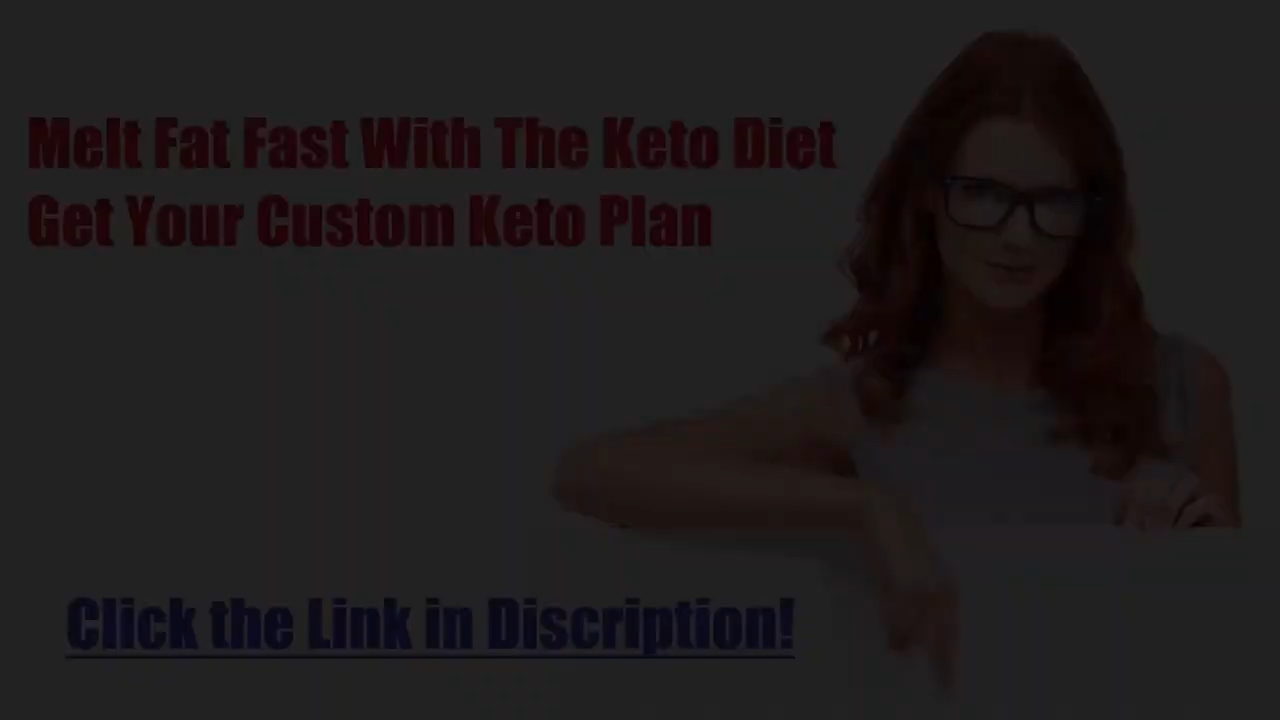 Melt Fat Fast With The Keto Diet
Get Your Custom Keto Plan
Click the Link in Discription!